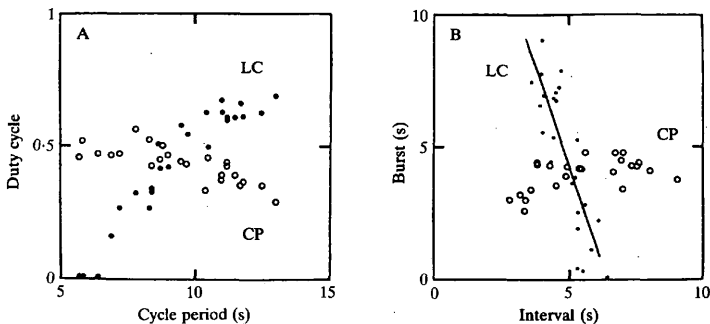 A
LC
CP
Duty cycle
1
0·5
0
5
10
15
Cycle period (s)
B
LC
CP
Burst (s)
10
5
0
0
5
10
Interval (s)